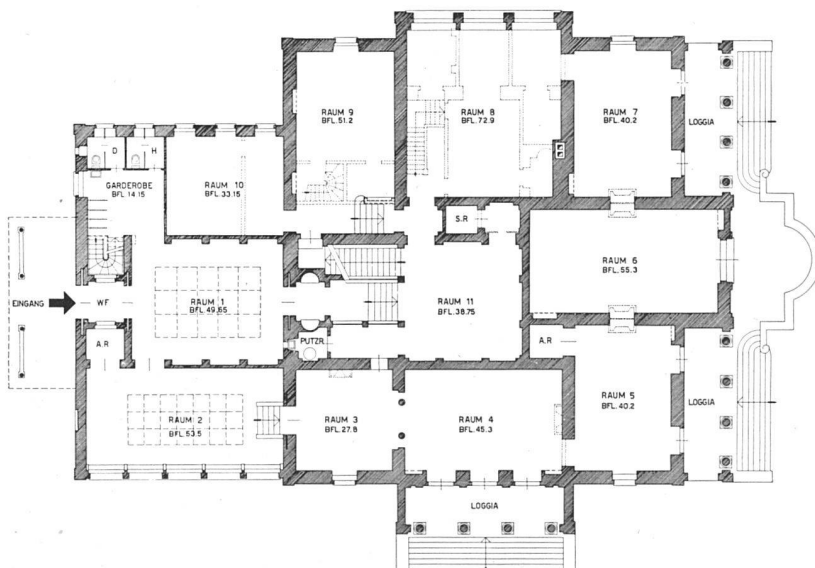 RAUM 9
BFL. 51.2
RAUM 8
BFL. 72.9
RAUM 7
BFL. 40.2
LOGGIA
D
H
GARDEROBE
BFL 14.15
RAUM 10
BFL. 33.15
S.R
RAUM 6
BFL. 55.3
EINGANG
WF
RAUM 1
BFL. 49.65
RAUM 11
BFL. 38.75
A.R
PUTZR.
A.R
RAUM 2
BFL. 53.5
RAUM 3
BFL. 27.8
RAUM 4
BFL. 45.3
RAUM 5
BFL. 40.2
LOGGIA
LOGGIA